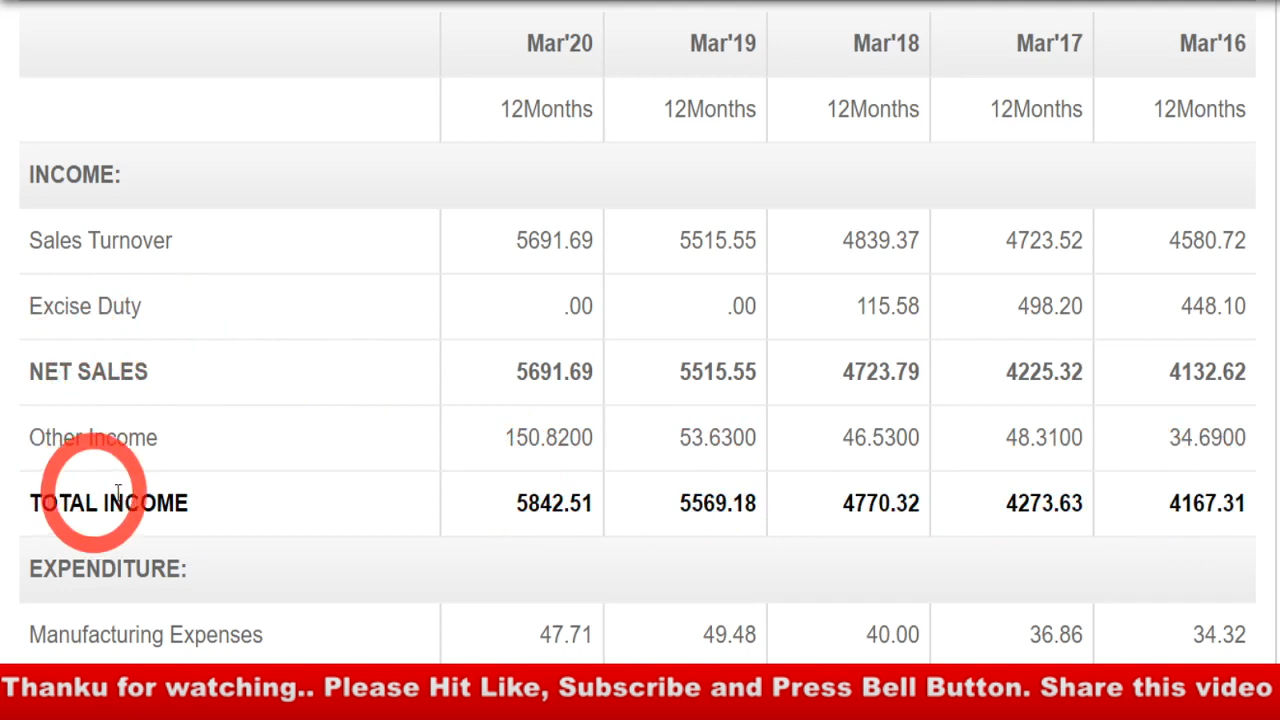 Mar'20 Mar'19 Mar'18 Mar'17 Mar'16
12Months 12Months 12Months 12Months 12Months
INCOME:
Sales Turnover 5691.69 5515.55 4839.37 4723.52 4580.72
Excise Duty .00 .00 115.58 498.20 448.10
NET SALES 5691.69 5515.55 4723.79 4225.32 4132.62
Other Income 150.8200 53.6300 46.5300 48.3100 34.6900
TOTAL INCOME 5842.51 5569.18 4770.32 4273.63 4167.31
EXPENDITURE:
Manufacturing Expenses 47.71 49.48 40.00 36.86 34.32
Thanku for watching.. Please Hit Like, Subscribe and Press Bell Button. Share this video